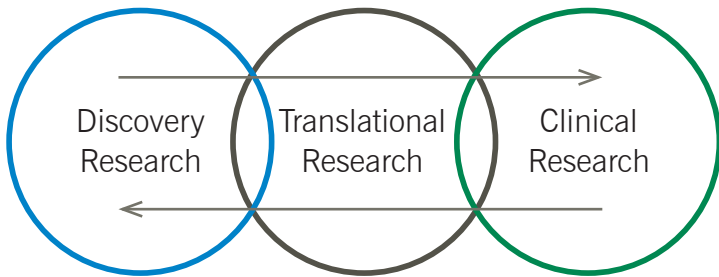 Discovery
Research
Translational
Research
Clinical
Research